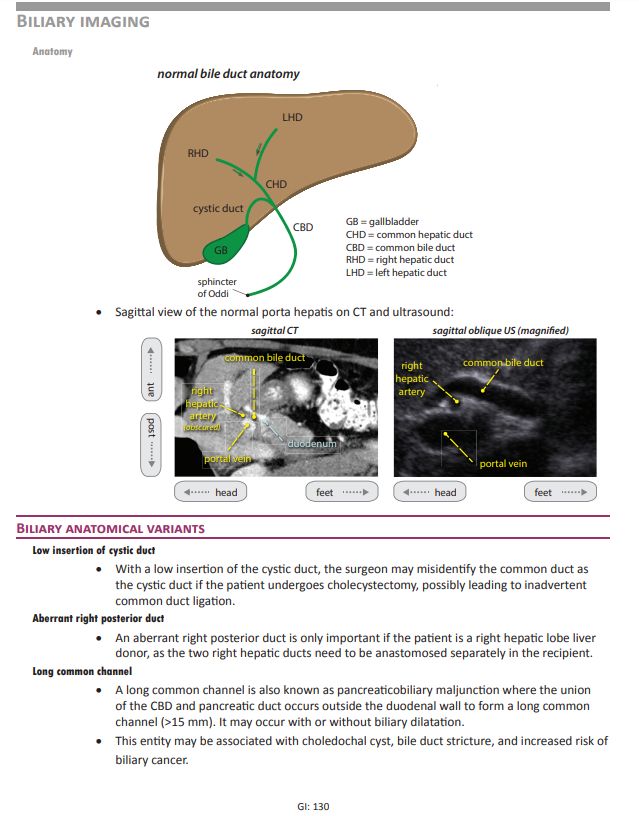 BILIARY IMAGING
Anatomy
normal bile duct anatomy
LHD
RHD
CHD
cystic duct
CBD
GB
sphincter
of Oddi
GB = gallbladder
CHD = common hepatic duct
CBD = common bile duct
RHD = right hepatic duct
LHD = left hepatic duct
• Sagittal view of the normal porta hepatis on CT and ultrasound:
sagittal CT
ant
post
common bile duct
right
hepatic
artery
(obscured)
duodenum
portal vein
head
feet
sagittal oblique US (magnified)
right
hepatic
artery
common bile duct
portal vein
head
feet
BILIARY ANATOMICAL VARIANTS
Low insertion of cystic duct
• With a low insertion of the cystic duct, the surgeon may misidentify the common duct as
the cystic duct if the patient undergoes cholecystectomy, possibly leading to inadvertent
common duct ligation.
Aberrant right posterior duct
• An aberrant right posterior duct is only important if the patient is a right hepatic lobe liver
donor, as the two right hepatic ducts need to be anastomosed separately in the recipient.
Long common channel
• A long common channel is also known as pancreaticobiliary maljunction where the union
of the CBD and pancreatic duct occurs outside the duodenal wall to form a long common
channel (>15 mm). It may occur with or without biliary dilatation.
• This entity may be associated with choledochal cyst, bile duct stricture, and increased risk of
biliary cancer.
GI: 130